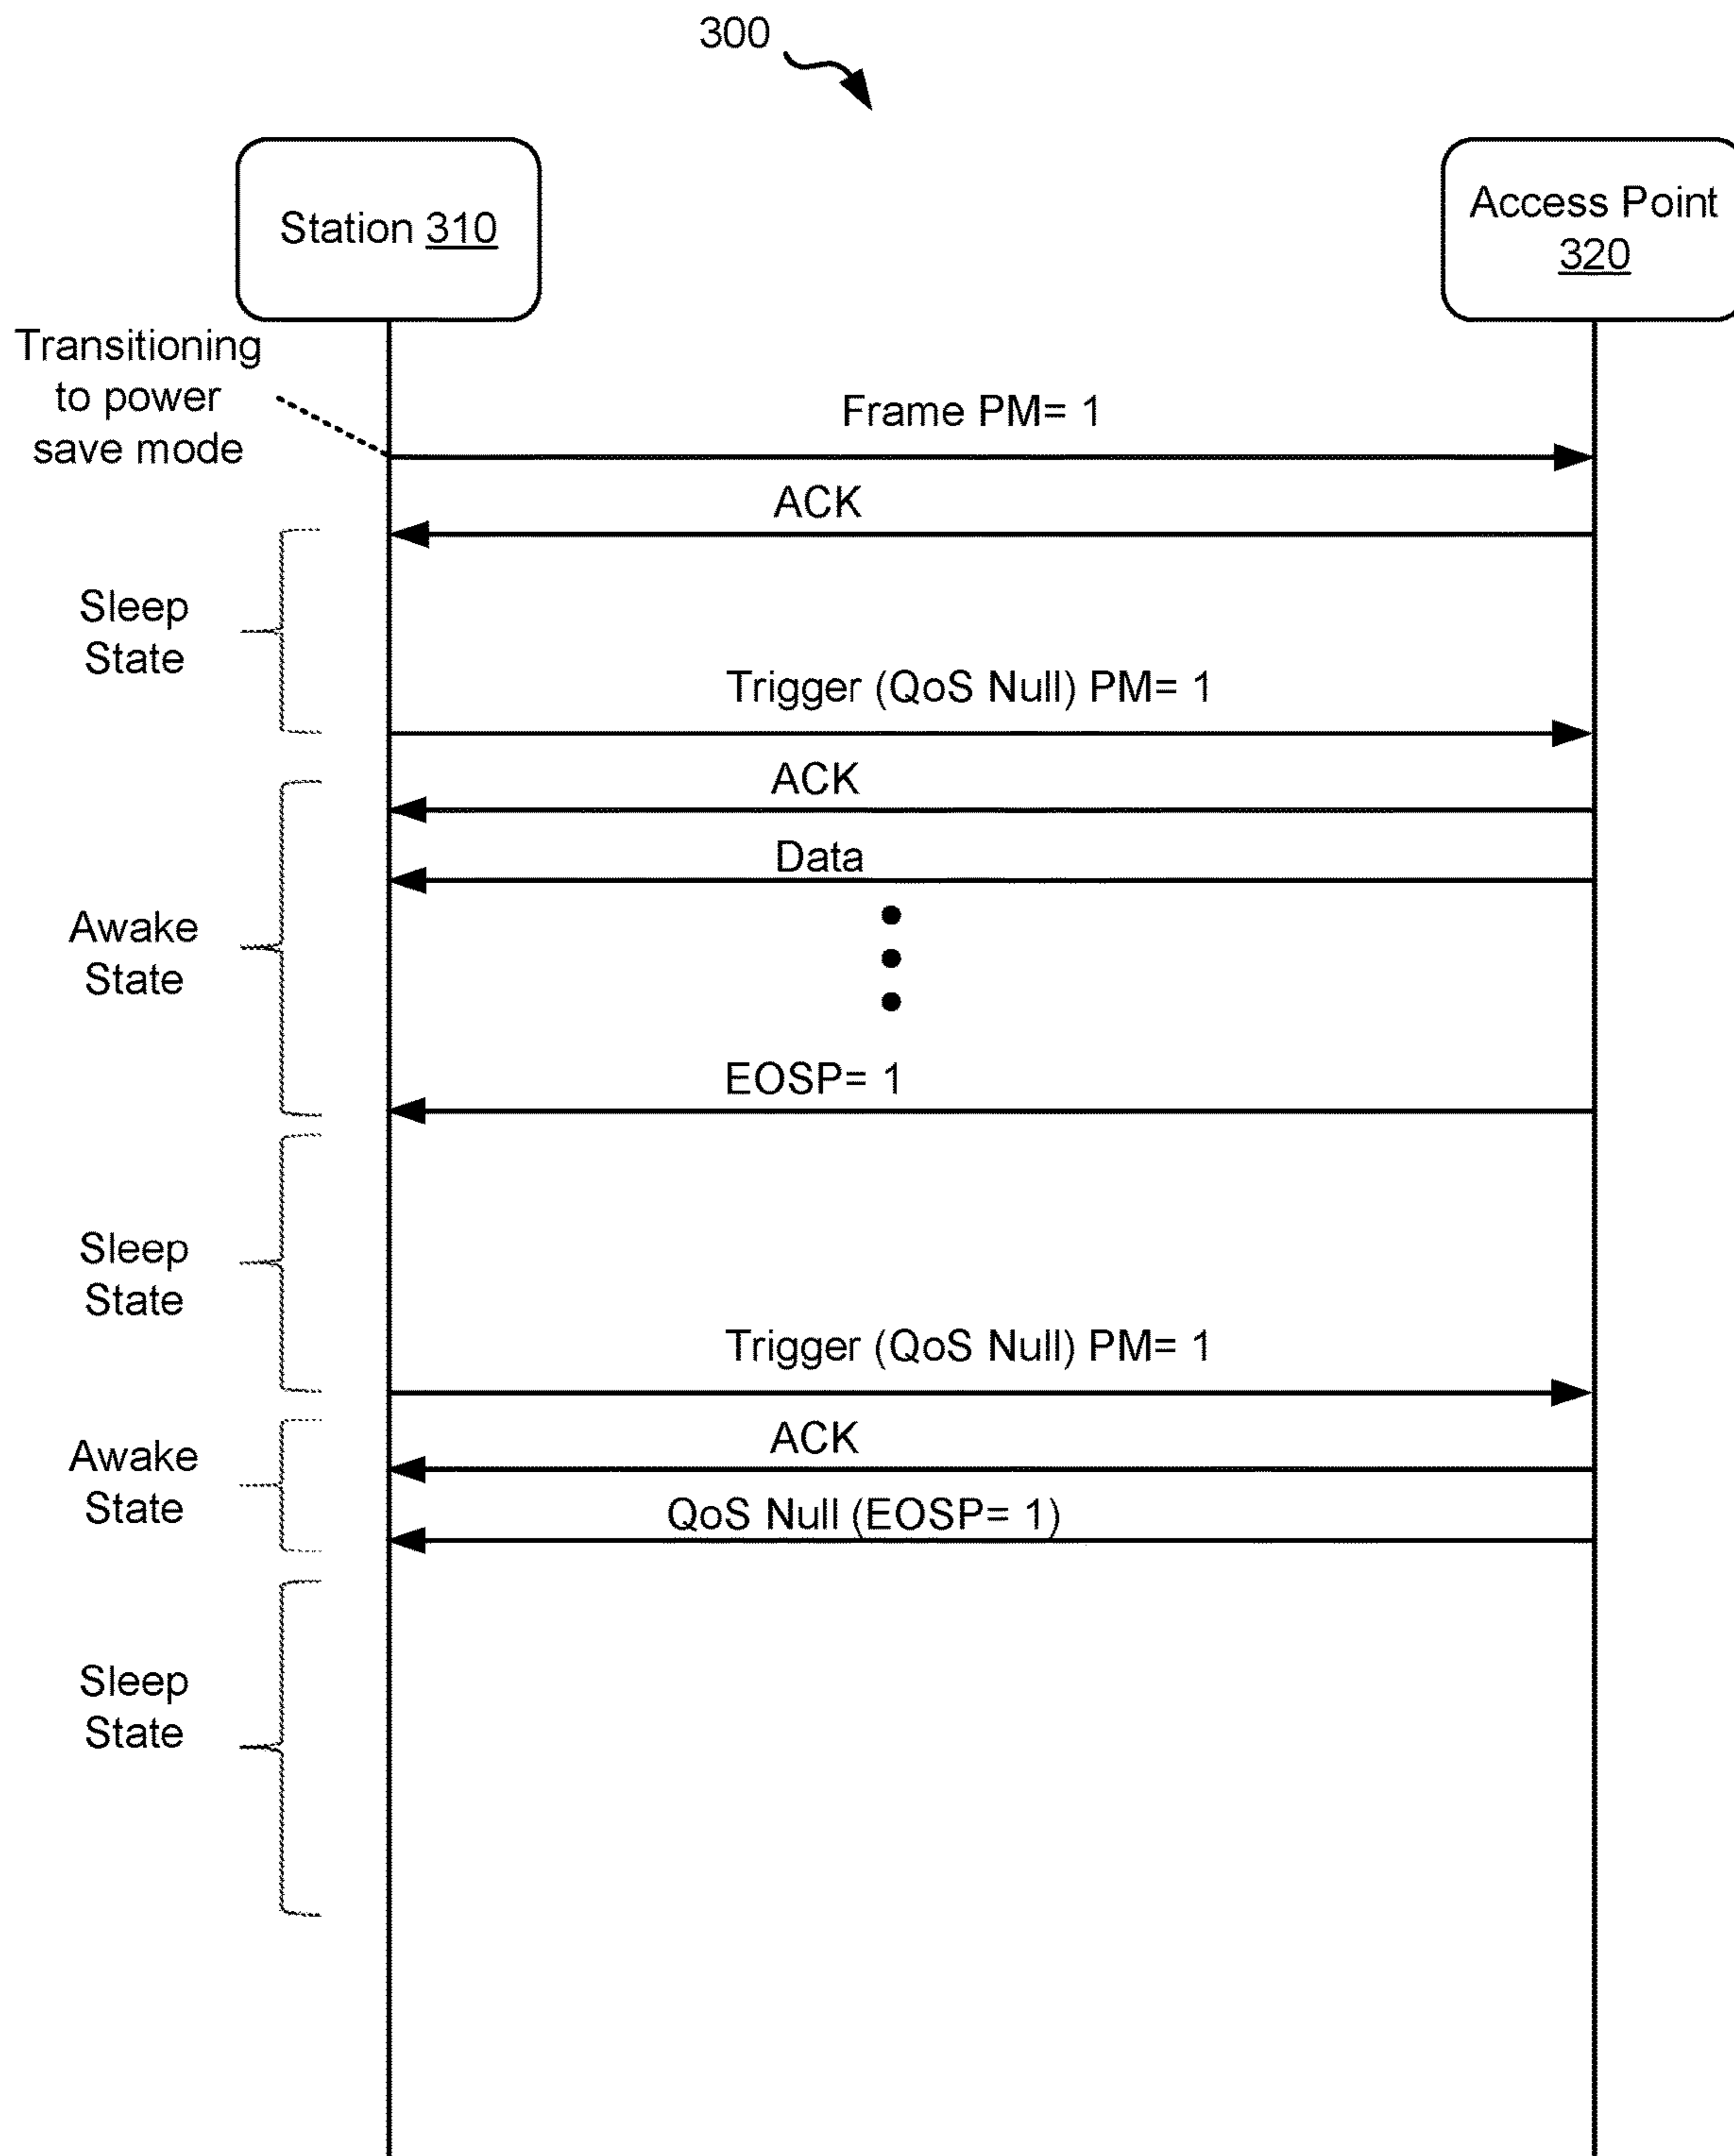 300
Station 310
Access Point
320
Transitioning
to power
save mode
Frame PM= 1
ACK
Sleep
State
Trigger (QoS Null) PM= 1
ACK
Data
Awake
State
EOSP= 1
Sleep
State
Trigger (QoS Null) PM= 1
ACK
Awake
State
QoS Null (EOSP= 1)
Sleep
State